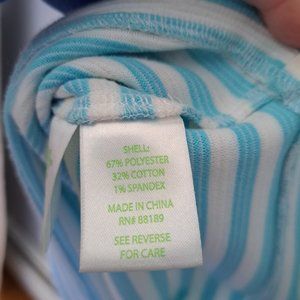 SHELL:
67% POLYESTER
32% COTTON
1% SPANDEX
MADE IN CHINA
RN# 88189
SEE REVERSE
FOR CARE